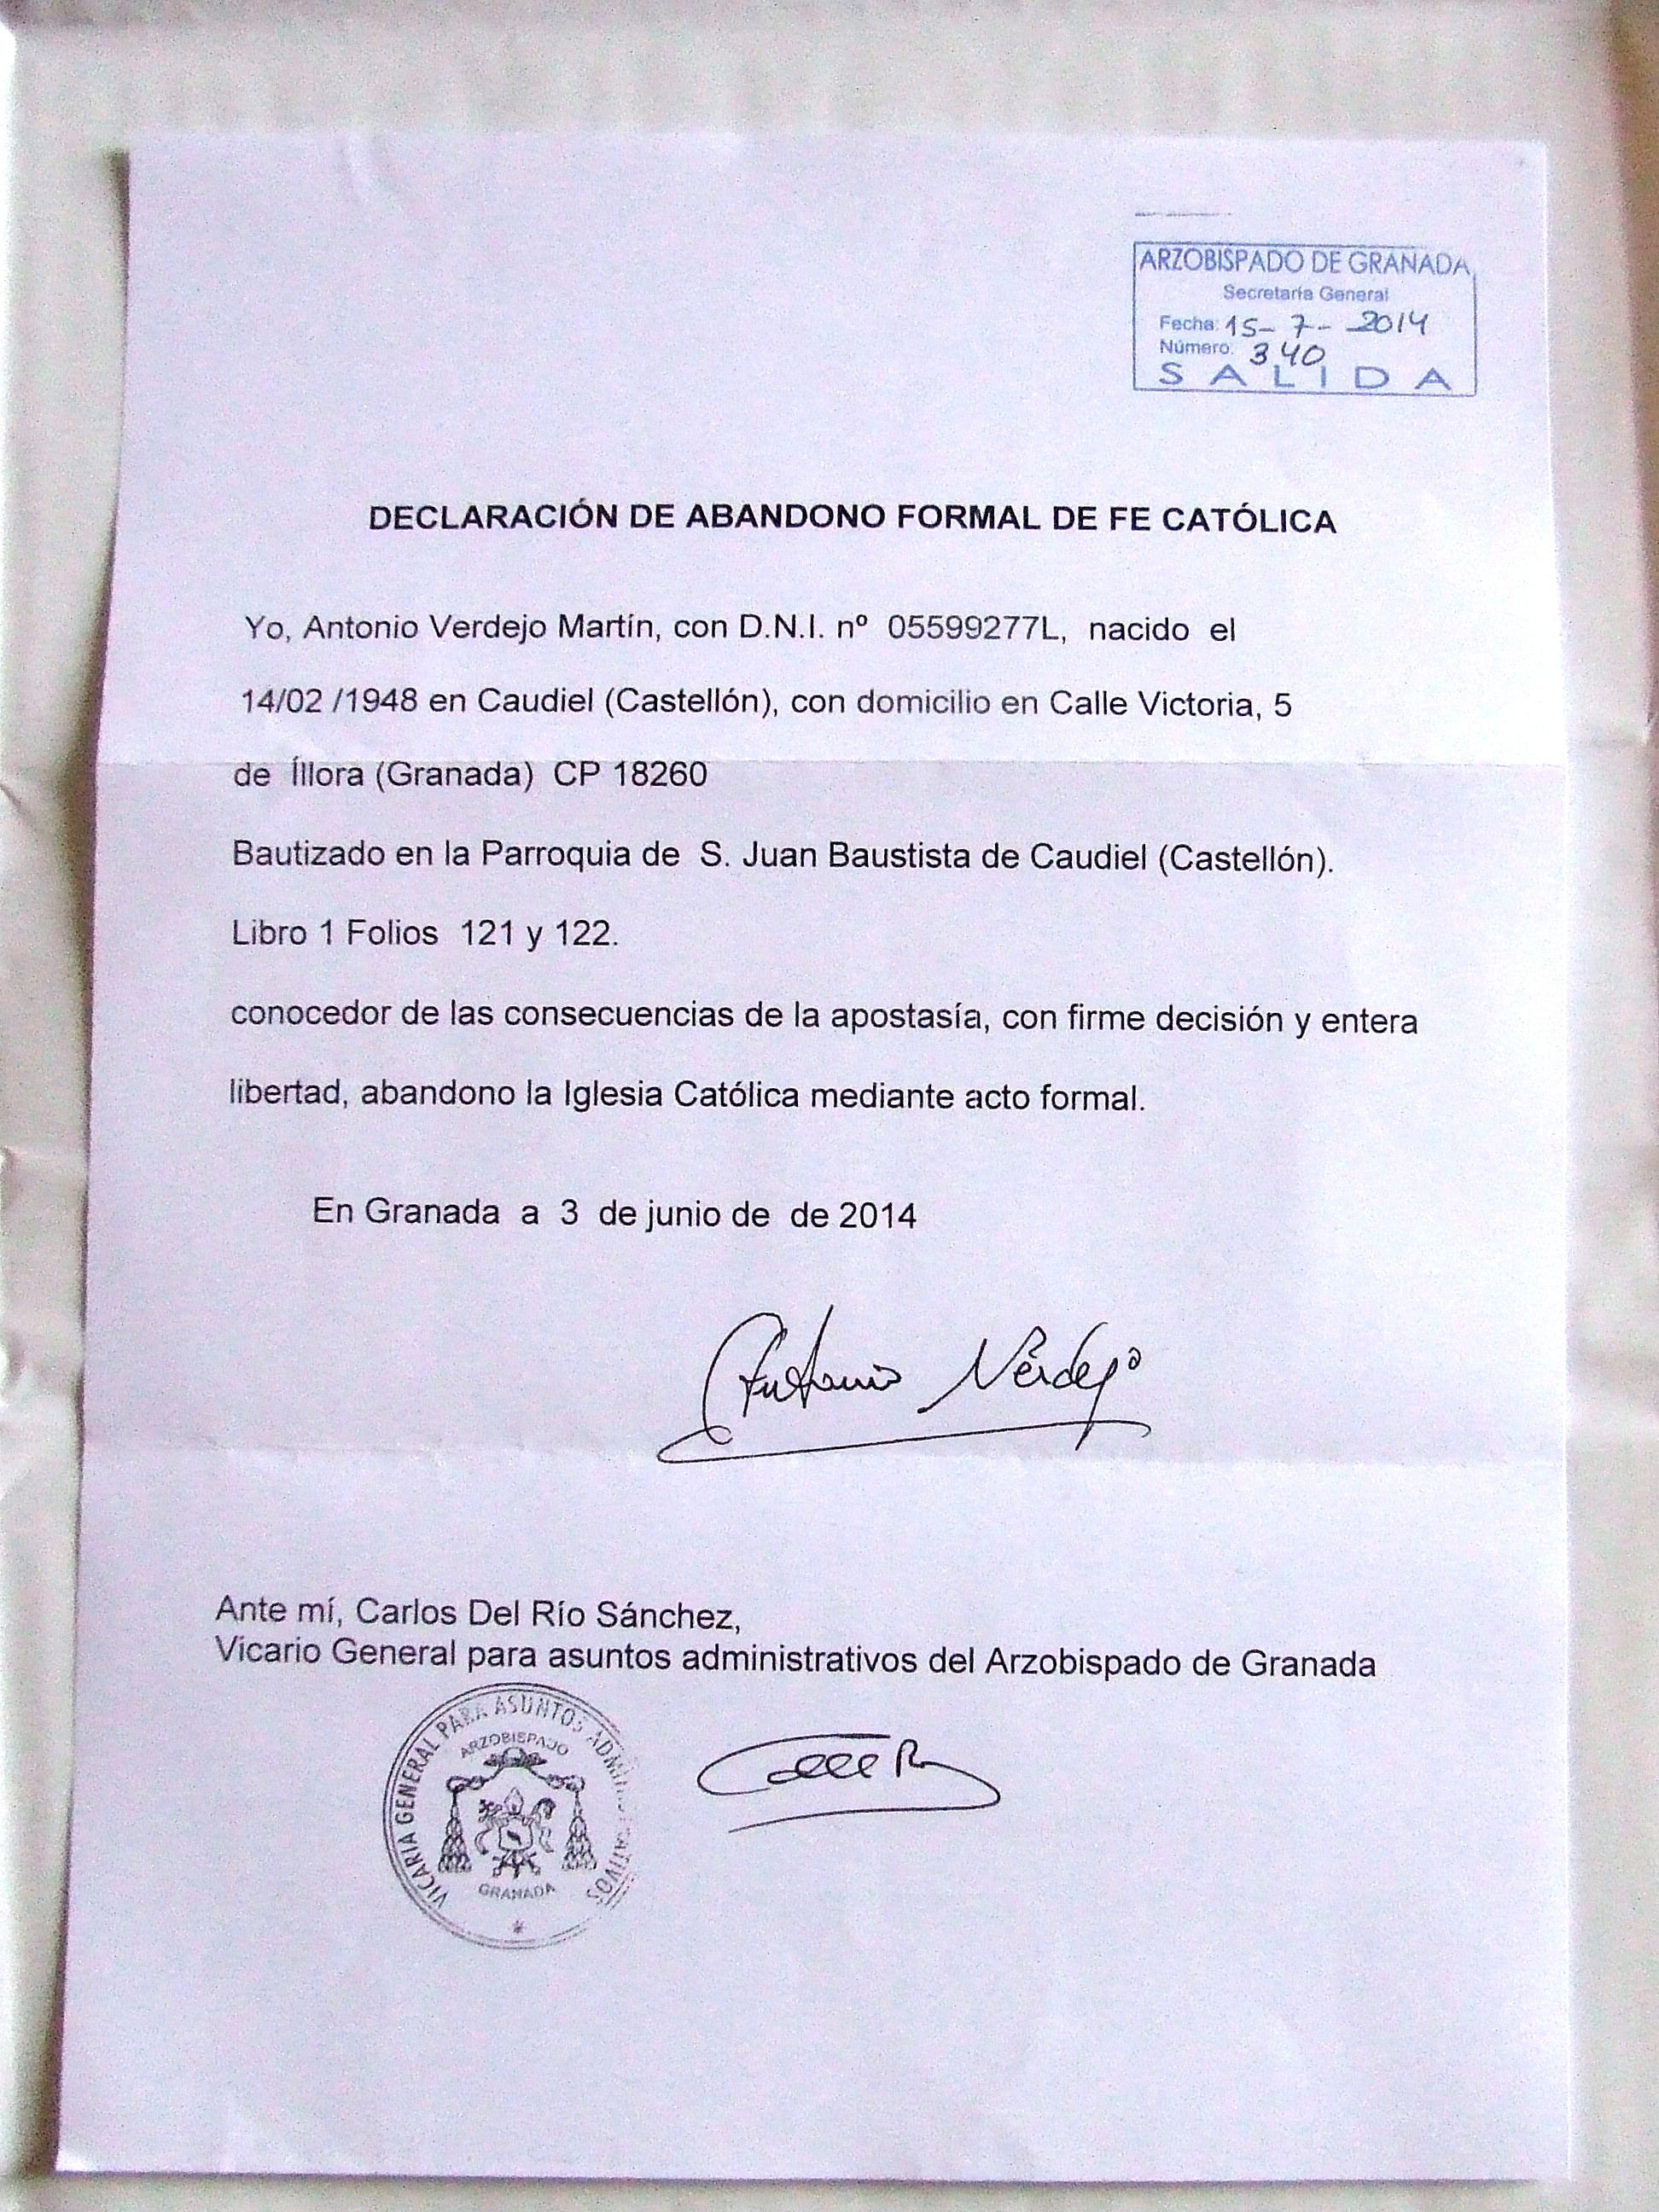 ARZOBISPADO DE GRANADA
Secretaría General
Fecha: 15-7-2014
Número: 340
SALIDA
DECLARACIÓN DE ABANDONO FORMAL DE FE CATÓLICA
Yo, Antonio Verdejo Martín, con D.N.I. nº 05599277L, nacido el
14/02 /1948 en Caudiel (Castellón), con domicilio en Calle Victoria, 5
de Íllora (Granada) CP 18260
Bautizado en la Parroquia de S. Juan Baustista de Caudiel (Castellón).
Libro 1 Folios 121 y 122.
conocedor de las consecuencias de la apostasía, con firme decisión y entera
libertad, abandono la Iglesia Católica mediante acto formal.
En Granada a 3 de junio de de 2014
Antonio Verdejo
Ante mí, Carlos Del Río Sánchez,
Vicario General para asuntos administrativos del Arzobispado de Granada
VICARIA GENERAL PARA ASUNTOS ADMINISTRATIVOS
ARZOBISPADO
GRANADA